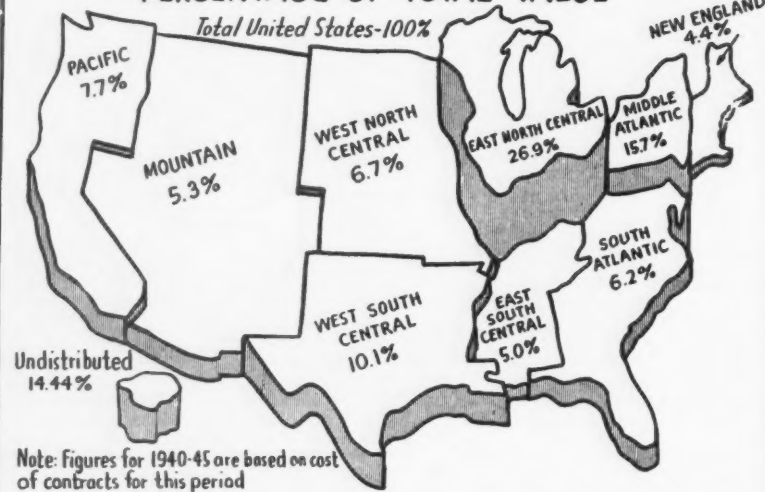 Total United States-100%
PACIFIC
7.7%
MOUNTAIN
5.3%
WEST NORTH
CENTRAL
6.7%
EAST NORTH CENTRAL
26.9%
MIDDLE
ATLANTIC
15.7%
NEW ENGLAND
4.4%
SOUTH
ATLANTIC
6.2%
EAST
SOUTH
CENTRAL
5.0%
WEST SOUTH
CENTRAL
10.1%
Undistributed
14.44%
Note: Figures for 1940-45 are based on cost
of contracts for this period